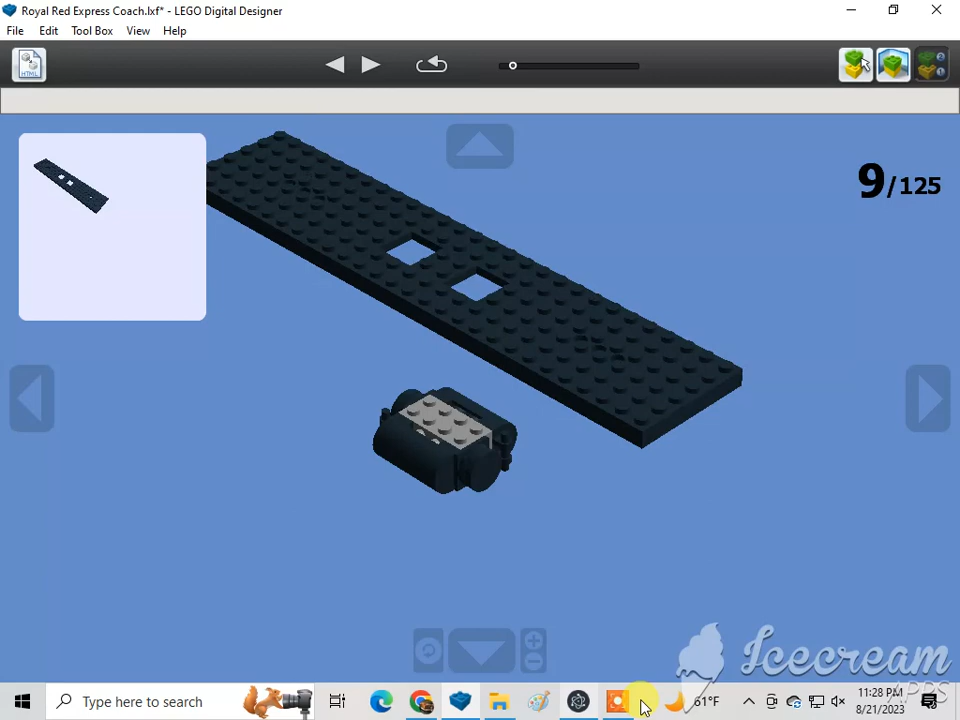 Royal Red Express Coach.lxf* - LEGO Digital Designer
File Edit Tool Box View Help
HTML
9/125
Icecream
APPS
Type here to search
61°F
11:28 PM
8/21/2023